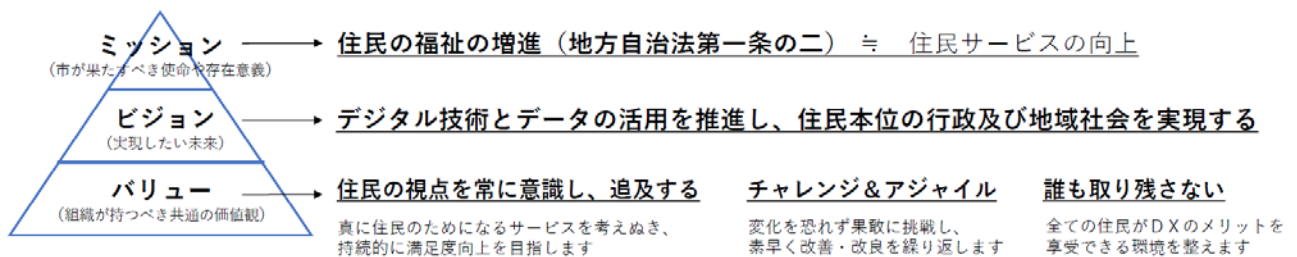 ミッション
(市が果たすべき使命や存在意義)
住民の福祉の増進(地方自治法第一条の二) ≒ 住民サービスの向上
ビジョン
(実現したい未来)
デジタル技術とデータの活用を推進し、住民本位の行政及び地域社会を実現する
バリュー
(組織が持つべき共通の価値観)
住民の視点を常に意識し、追及する
真に住民のためになるサービスを考えぬき、
持続的に満足度向上を目指します
チャレンジ&アジャイル
変化を恐れず果敢に挑戦し、
素早く改善・改良を繰り返します
誰も取り残さない
全ての住民がDXのメリットを
享受できる環境を整えます